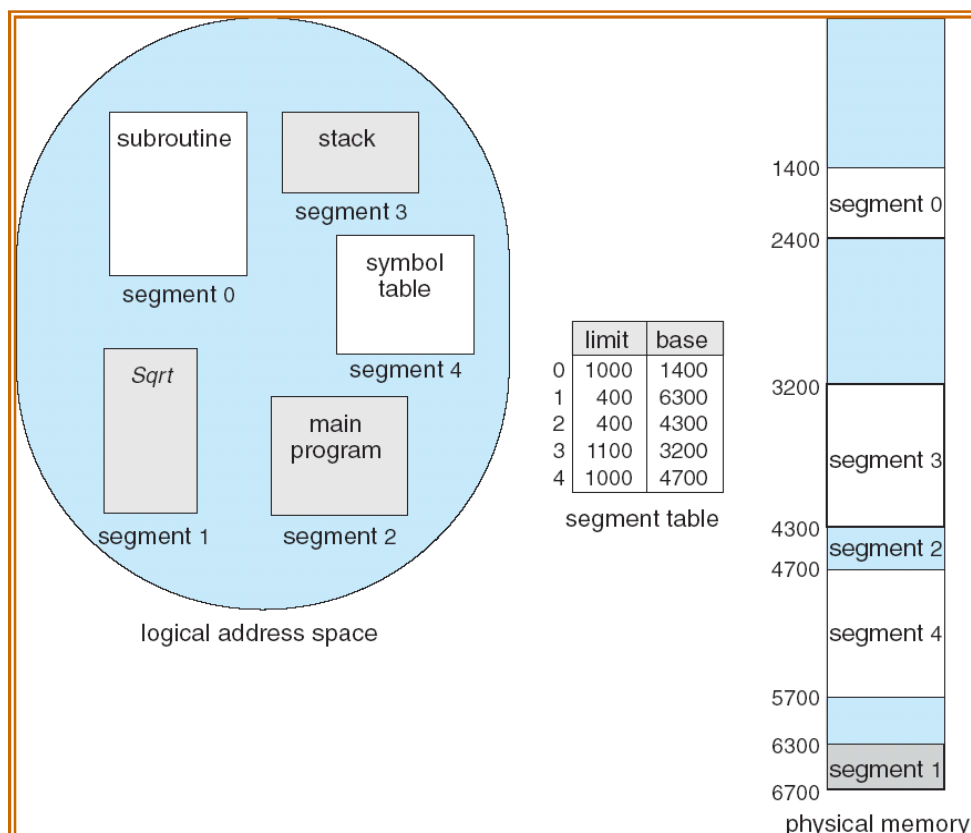 subroutine
segment 0
stack
segment 3
symbol
table
segment 4
Sqrt
segment 1
main
program
segment 2
logical address space
limit base
0 1000 1400
1 400 6300
2 400 4300
3 1100 3200
4 1000 4700
segment table
1400
segment 0
2400
3200
segment 3
4300
segment 2
4700
segment 4
5700
6300
segment 1
6700
physical memory